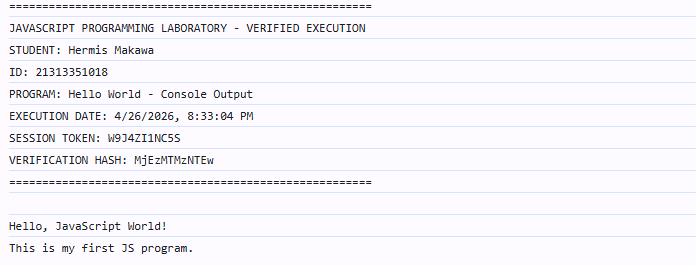 =======================================================
JAVASCRIPT PROGRAMMING LABORATORY - VERIFIED EXECUTION
STUDENT: Hermis Makawa
ID: 21313351018
PROGRAM: Hello World - Console Output
EXECUTION DATE: 4/26/2026, 8:33:04 PM
SESSION TOKEN: W9J4ZI1NC5S
VERIFICATION HASH: MjEzMTMzNTEw
=======================================================
Hello, JavaScript World!
This is my first JS program.